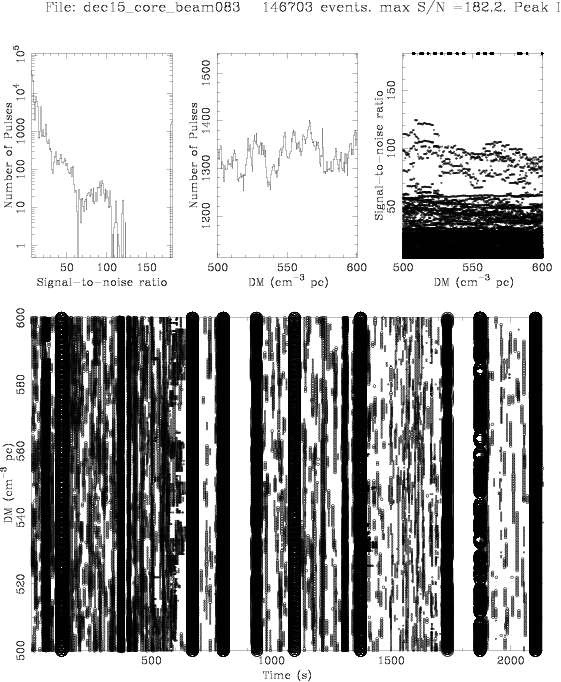 File: dec15_core_beam083 146703 events. max S/N =182.2. Peak
Number of Pulses
1 10 100 1000 10^5
50 100 150
Signal-to-noise ratio
Number of Pulses
1200 1300 1400 1500
500 550 600
DM (cm^-3 pc)
Signal-to-noise ratio
50 100 150
500 550 600
DM (cm^-3 pc)
DM (cm^-3 pc)
500 520 540 560 580 600
500 1000 1500 2000
Time (s)